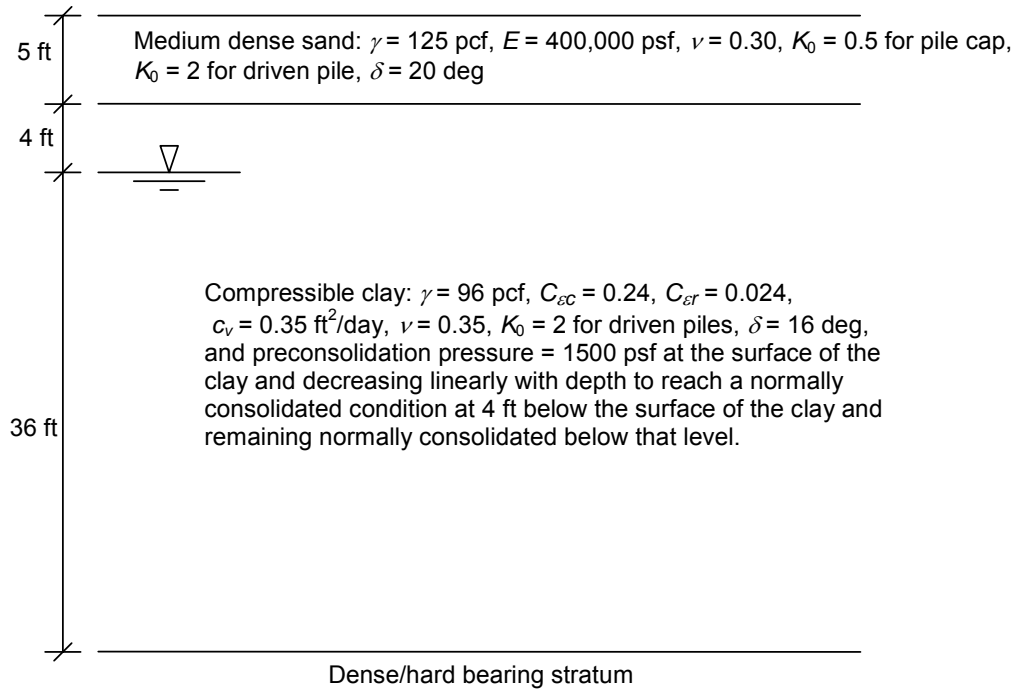 5 ft
Medium dense sand: γ = 125 pcf, E = 400,000 psf, ν = 0.30, K₀ = 0.5 for pile cap,
K₀ = 2 for driven pile, δ = 20 deg
4 ft
Compressible clay: γ = 96 pcf, Cεc = 0.24, Cεr = 0.024,
cᵥ = 0.35 ft²/day, ν = 0.35, K₀ = 2 for driven piles, δ = 16 deg,
and preconsolidation pressure = 1500 psf at the surface of the
clay and decreasing linearly with depth to reach a normally
consolidated condition at 4 ft below the surface of the clay and
remaining normally consolidated below that level.
36 ft
Dense/hard bearing stratum